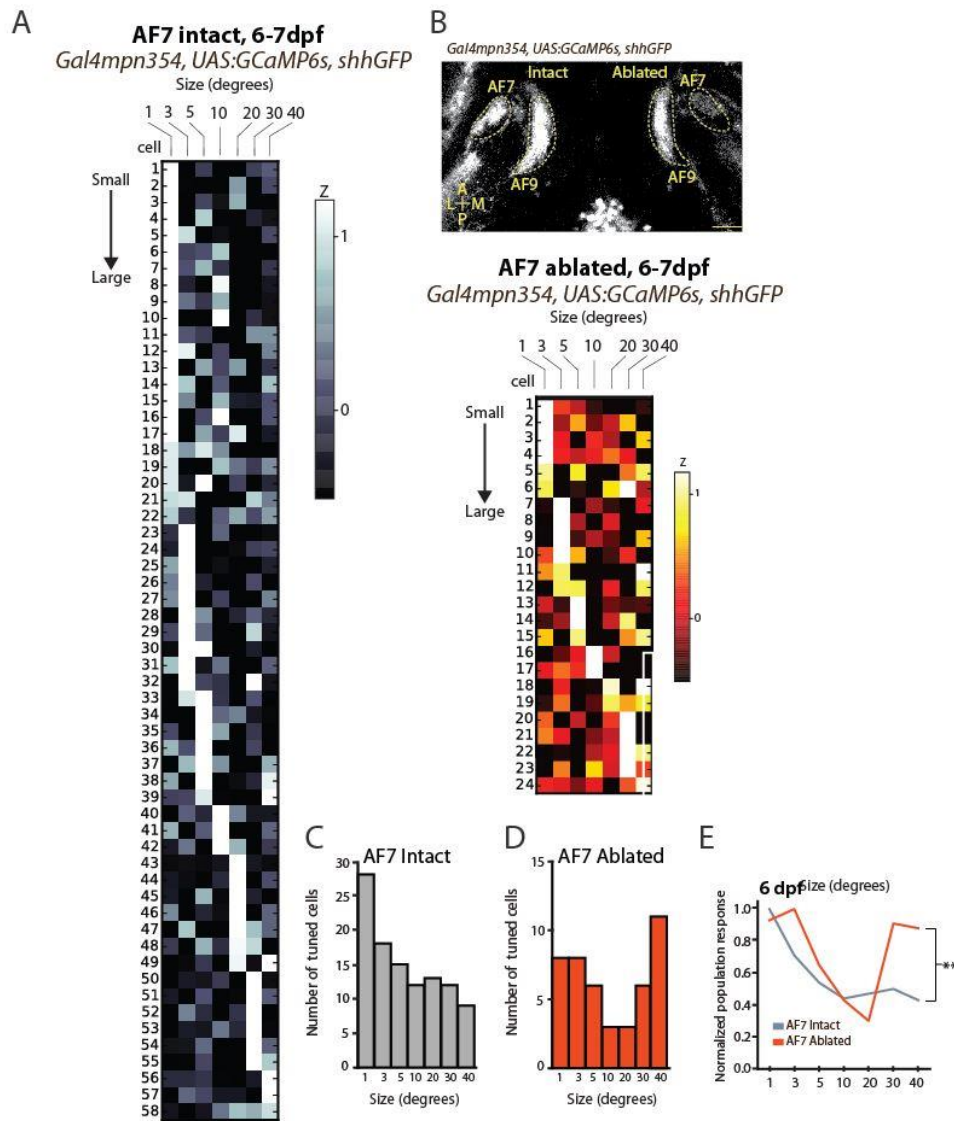 A
AF7 intact, 6-7dpf
Gal4mpn354, UAS:GCaMP6s, shhGFP
Size (degrees)
1 3 5 10 20 30 40
cell
Small
Large
1
2
3
4
5
6
7
8
9
10
11
12
13
14
15
16
17
18
19
20
21
22
23
24
25
26
27
28
29
30
31
32
33
34
35
36
37
38
39
40
41
42
43
44
45
46
47
48
49
50
51
52
53
54
55
56
57
58
Z
1
0
B
Gal4mpn354, UAS:GCaMP6s, shhGFP
Intact Ablated
AF7 AF7
AF9 AF9
A
L M
P
AF7 ablated, 6-7dpf
Gal4mpn354, UAS:GCaMP6s, shhGFP
Size (degrees)
1 3 5 10 20 30 40
cell
Small
Large
1
2
3
4
5
6
7
8
9
10
11
12
13
14
15
16
17
18
19
20
21
22
23
24
Z
1
0
C
AF7 Intact
Number of tuned cells
30
25
20
15
10
5
0
1 3 5 10 20 30 40
Size (degrees)
D
AF7 Ablated
Number of tuned cells
15
10
5
0
1 3 5 10 20 30 40
Size (degrees)
E
6 dpf Size (degrees)
Normalized population response
1.0
0.8
0.6
0.4
0.2
0.0
AF7 Intact
AF7 Ablated
**
1 3 5 10 20 30 40